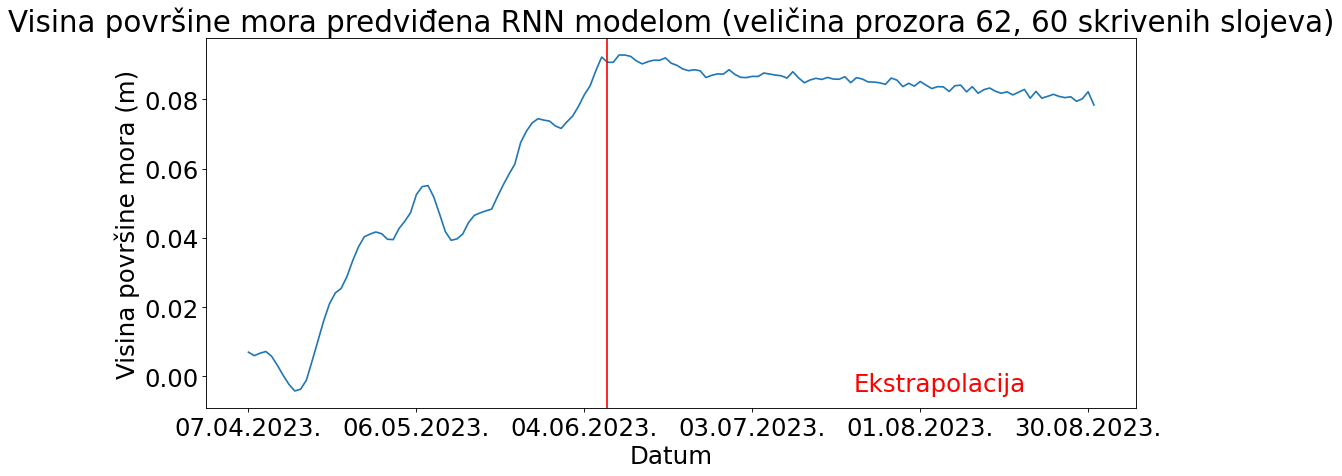 Visina površine mora predviđena RNN modelom (veličina prozora 62, 60 skrivenih slojeva)
Visina površine mora (m)
0.08
0.06
0.04
0.02
0.00
Ekstrapolacija
07.04.2023. 06.05.2023. 04.06.2023. 03.07.2023. 01.08.2023. 30.08.2023.
Datum